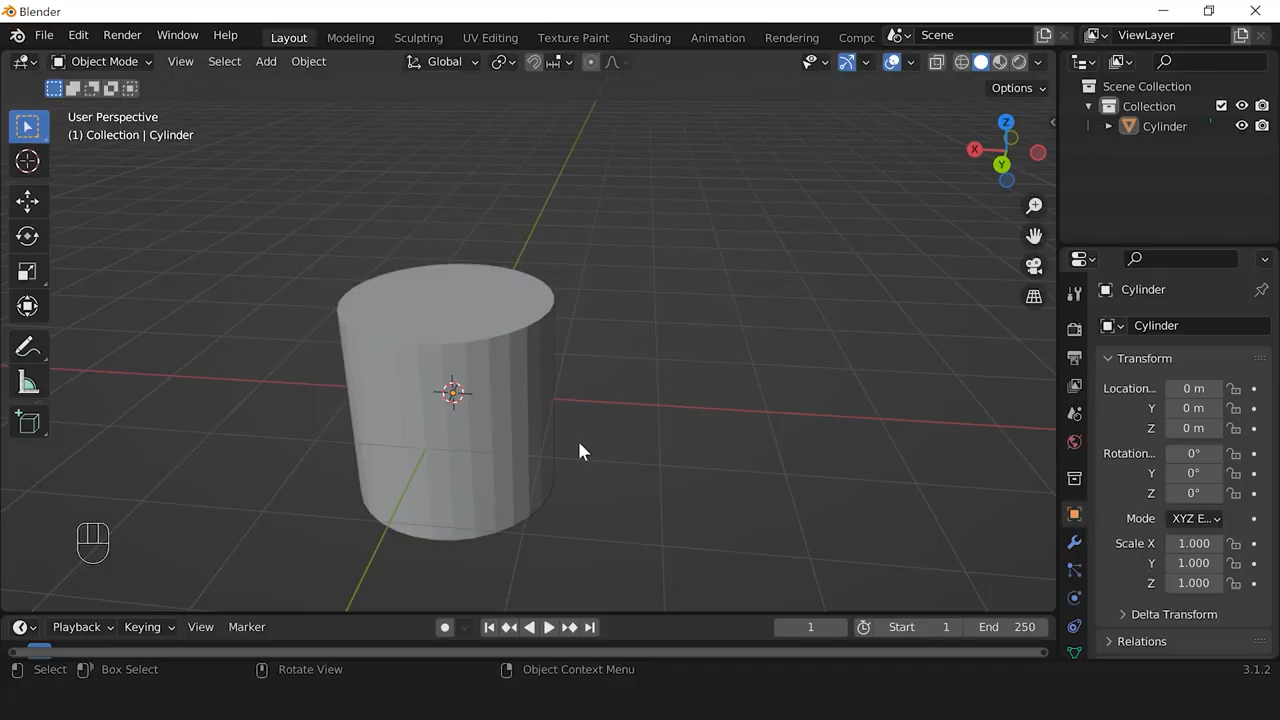 Blender
File Edit Render Window Help Layout Modeling Sculpting UV Editing Texture Paint Shading Animation Rendering Compc Scene ViewLayer
Object Mode View Select Add Object Global
Options
User Perspective
(1) Collection | Cylinder
X
Y
Z
Scene Collection
Collection
Cylinder
Cylinder
Cylinder
Transform
Location... 0 m
Y 0 m
Z 0 m
Rotation... 0°
Y 0°
Z 0°
Mode XYZ E...
Scale X 1.000
Y 1.000
Z 1.000
Delta Transform
Relations
Playback Keying View Marker 1 Start 1 End 250
Select Box Select Rotate View Object Context Menu 3.1.2